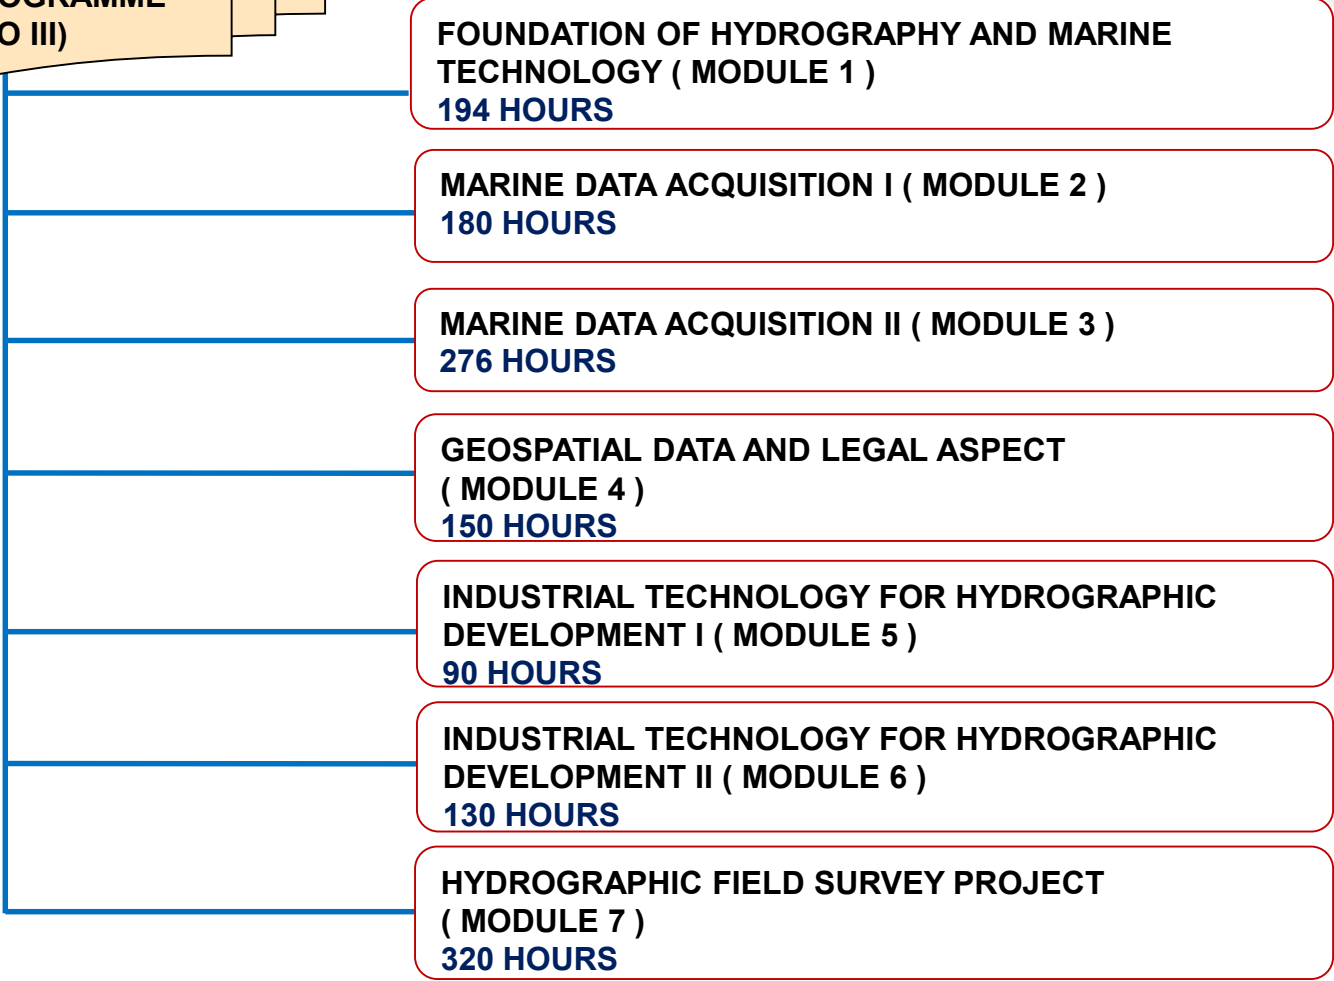 O III)
FOUNDATION OF HYDROGRAPHY AND MARINE
TECHNOLOGY ( MODULE 1 )
194 HOURS
MARINE DATA ACQUISITION I ( MODULE 2 )
180 HOURS
MARINE DATA ACQUISITION II ( MODULE 3 )
276 HOURS
GEOSPATIAL DATA AND LEGAL ASPECT
( MODULE 4 )
150 HOURS
INDUSTRIAL TECHNOLOGY FOR HYDROGRAPHIC
DEVELOPMENT I ( MODULE 5 )
90 HOURS
INDUSTRIAL TECHNOLOGY FOR HYDROGRAPHIC
DEVELOPMENT II ( MODULE 6 )
130 HOURS
HYDROGRAPHIC FIELD SURVEY PROJECT
( MODULE 7 )
320 HOURS